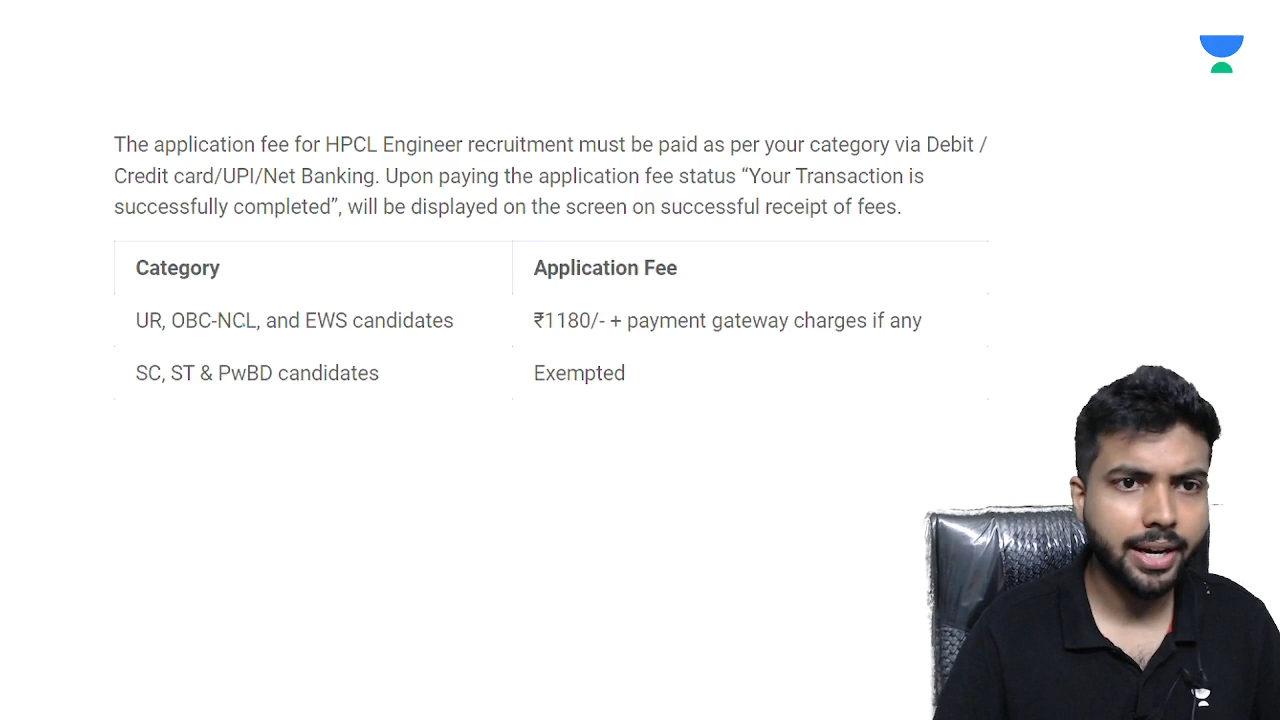 The application fee for HPCL Engineer recruitment must be paid as per your category via Debit /
Credit card/UPI/Net Banking. Upon paying the application fee status “Your Transaction is
successfully completed”, will be displayed on the screen on successful receipt of fees.
Category Application Fee
UR, OBC-NCL, and EWS candidates ₹1180/- + payment gateway charges if any
SC, ST & PwBD candidates Exempted